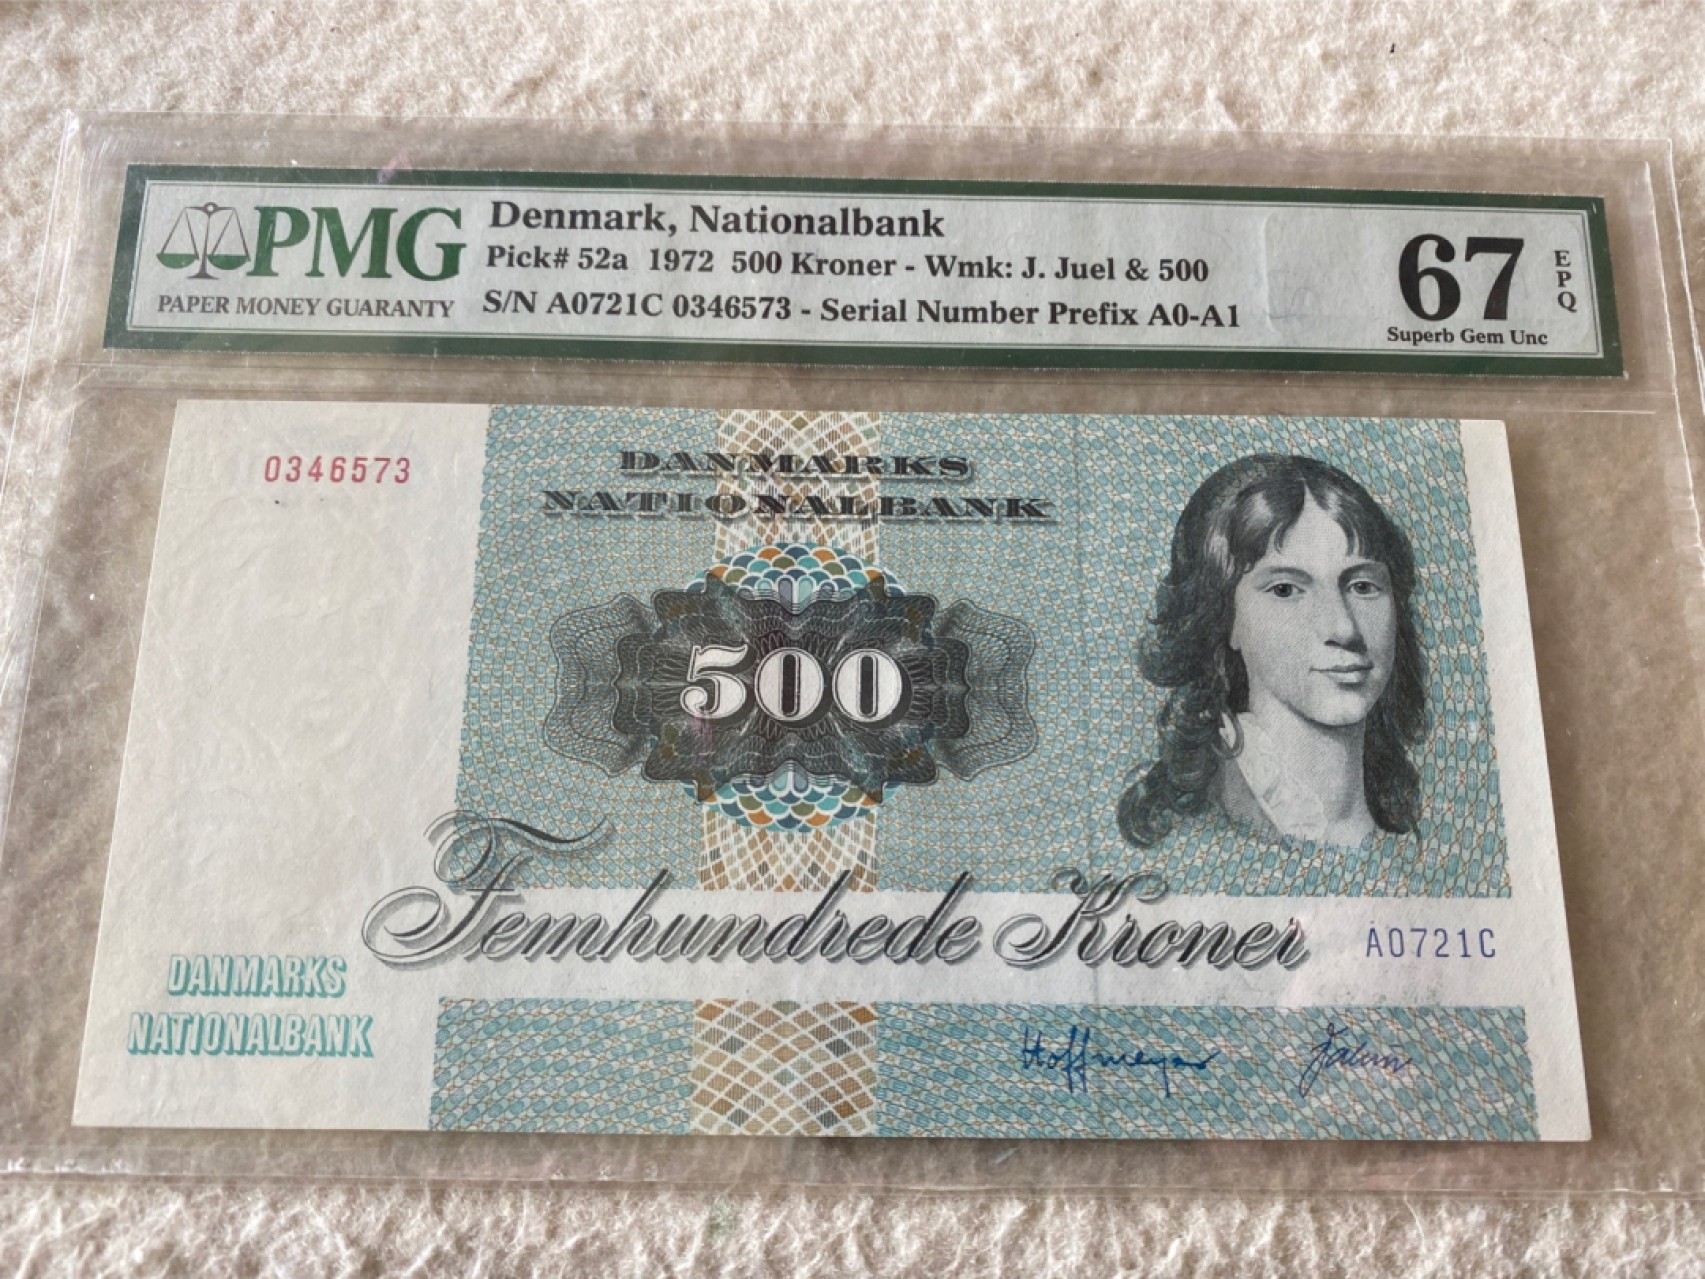 PMG
PAPER MONEY GUARANTY
Denmark, Nationalbank
Pick# 52a 1972 500 Kroner - Wmk: J. Juel & 500
S/N A0721C 0346573 - Serial Number Prefix A0-A1
67
EPQ
Superb Gem Unc
0346573
DANMARKS
NATIONALBANK
500
Femhundrede Kroner
A0721C
DANMARKS
NATIONALBANK
Hoffmeyer